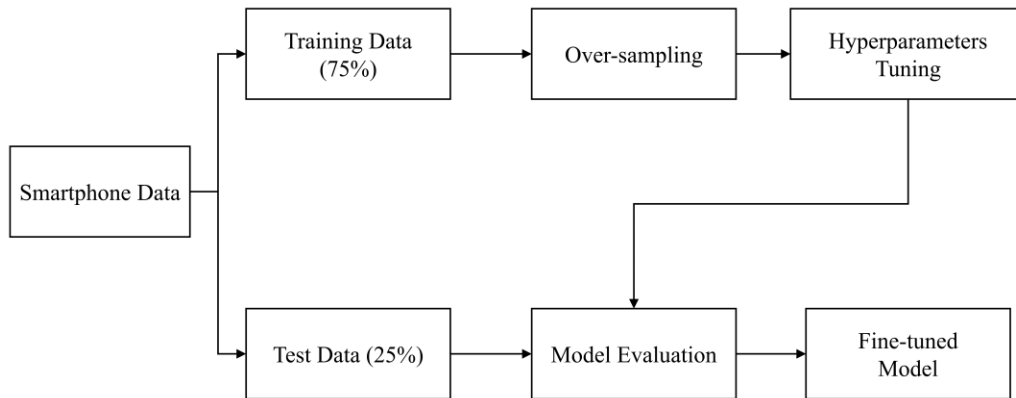 Training Data
(75%)
Over-sampling
Hyperparameters
Tuning
Smartphone Data
Test Data (25%)
Model Evaluation
Fine-tuned
Model